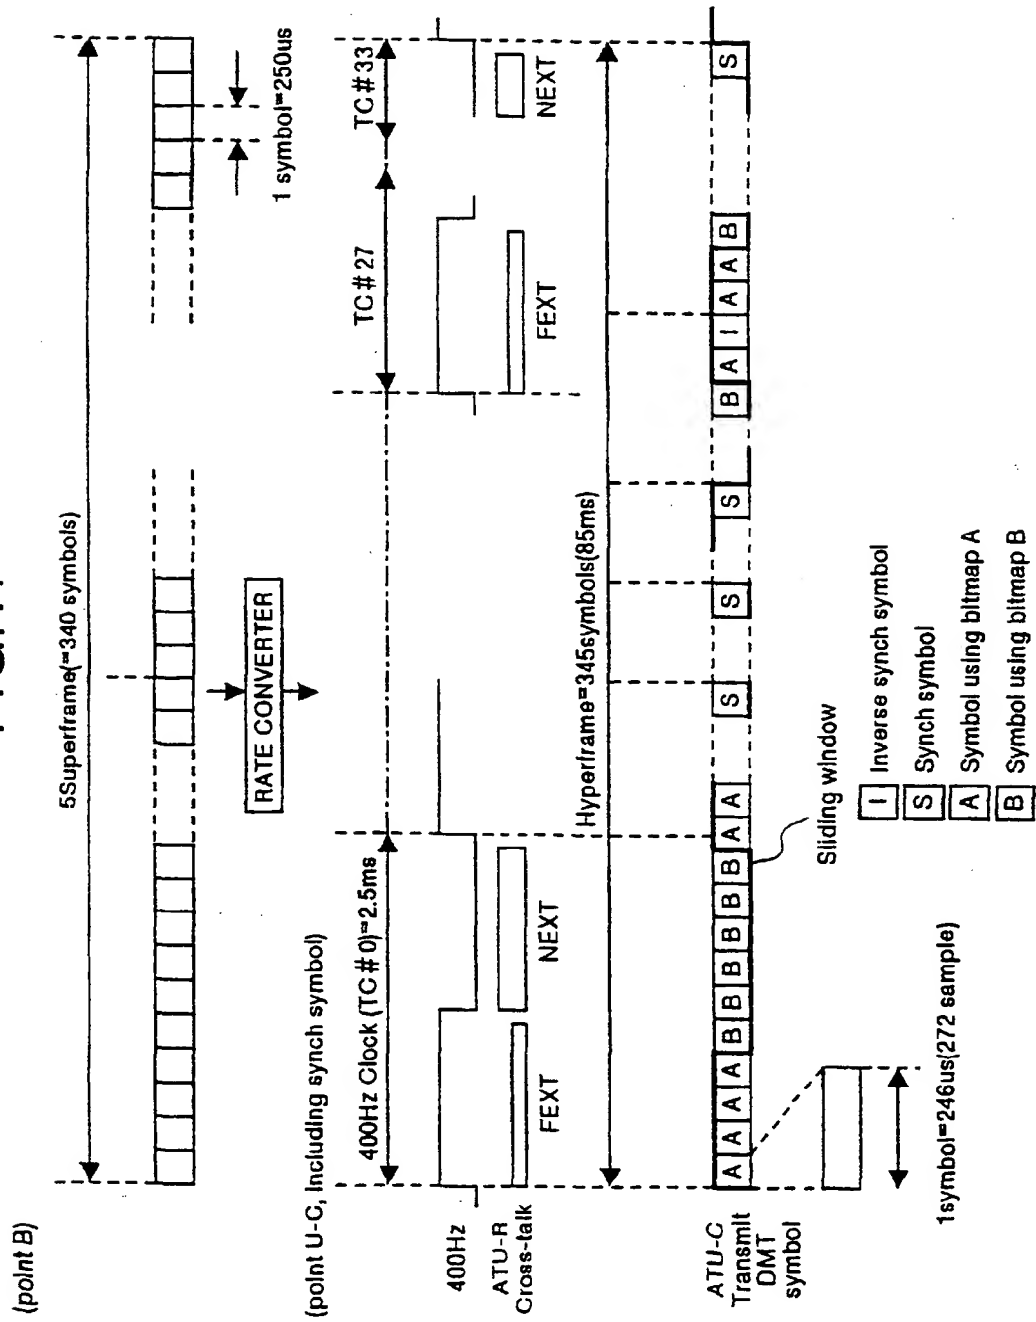 (point B)
5Superframe(=340 symbols)
1 symbol=250us
RATE CONVERTER
(point U-C, Including synch symbol)
400Hz Clock (TC#0)=2.5ms
TC#27
TC#33
400Hz
ATU-R
Cross-talk
FEXT
NEXT
FEXT
NEXT
Hyperframe=345symbols(85ms)
ATU-C
Transmit
DMT
symbol
A A A A B B B B B B A A S S S B A I A A B S
Sliding window
1symbol=246us(272 sample)
I Inverse synch symbol
S Synch symbol
A Symbol using bitmap A
B Symbol using bitmap B